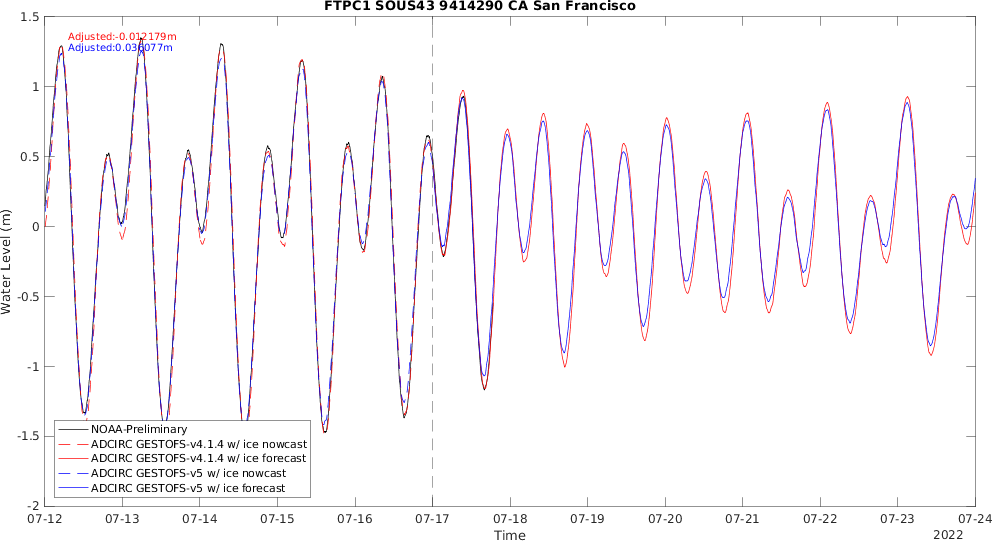 FTPC1 SOUS43 9414290 CA San Francisco
Adjusted:-0.012179m
Adjusted:0.036077m
1.5
1
0.5
0
-0.5
-1
-1.5
-2
Water Level (m)
NOAA-Preliminary
ADCIRC GESTOFS-v4.1.4 w/ ice nowcast
ADCIRC GESTOFS-v4.1.4 w/ ice forecast
ADCIRC GESTOFS-v5 w/ ice nowcast
ADCIRC GESTOFS-v5 w/ ice forecast
07-12 07-13 07-14 07-15 07-16 07-17 07-18 07-19 07-20 07-21 07-22 07-23 07-24
Time
2022